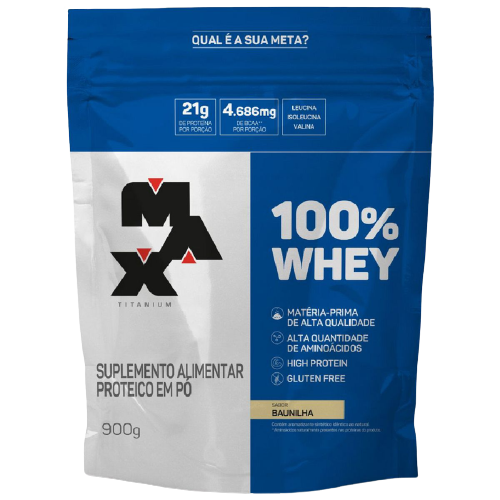 QUAL É A SUA META?
21g
DE PROTEÍNA
POR PORÇÃO
4.686mg
DE BCAA**
POR PORÇÃO
LEUCINA
ISOLEUCINA
VALINA
MAX
TITANIUM
SUPLEMENTO ALIMENTAR
PROTEICO EM PÓ
900g
100%
WHEY
MATÉRIA-PRIMA
DE ALTA QUALIDADE
ALTA QUANTIDADE
DE AMINOÁCIDOS
HIGH PROTEIN
GLUTEN FREE
SABOR
BAUNILHA